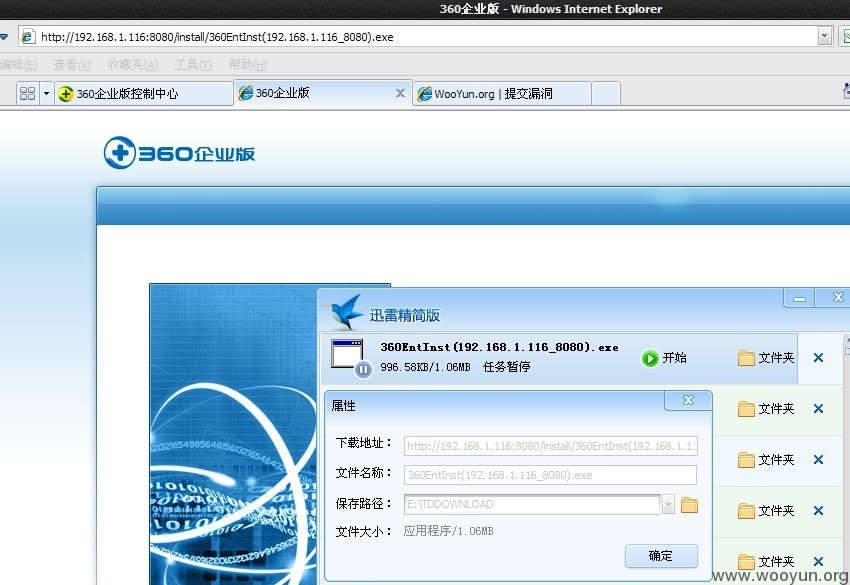 360企业版 - Windows Internet Explorer
http://192.168.1.116:8080/install/360EntInst(192.168.1.116_8080).exe
编辑(E) 查看(V) 收藏夹(A) 工具(T) 帮助(H)
360企业版控制中心 360企业版 WooYun.org | 提交漏洞
360企业版
迅雷精简版
360EntInst(192.168.1.116_8080).exe
996.58KB/1.06MB 任务暂停
开始 文件夹
属性
文件夹
下载地址： http://192.168.1.116:8080/install/360EntInst(192.168.1.1
文件夹
文件名称： 360EntInst(192.168.1.116_8080).exe
保存路径： E:\TDDOWNLOAD
文件夹
文件大小： 应用程序/1.06MB
确定
文件夹
www.wooyun.org